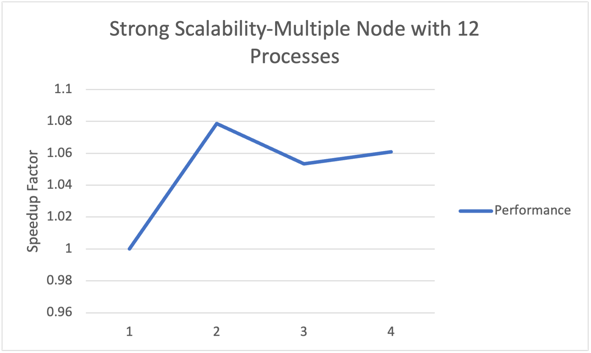 Strong Scalability-Multiple Node with 12
Processes
1.1
1.08
1.06
1.04
1.02
1
0.98
0.96
Speedup Factor
1 2 3 4
Performance